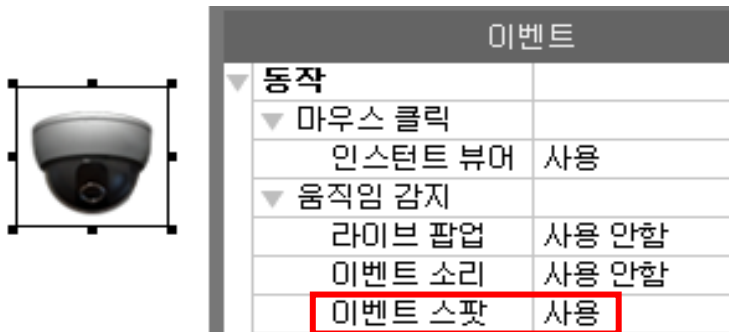 이벤트
동작
마우스 클릭
인스턴트 뷰어 사용
움직임 감지
라이브 팝업 사용 안함
이벤트 소리 사용 안함
이벤트 스팟 사용